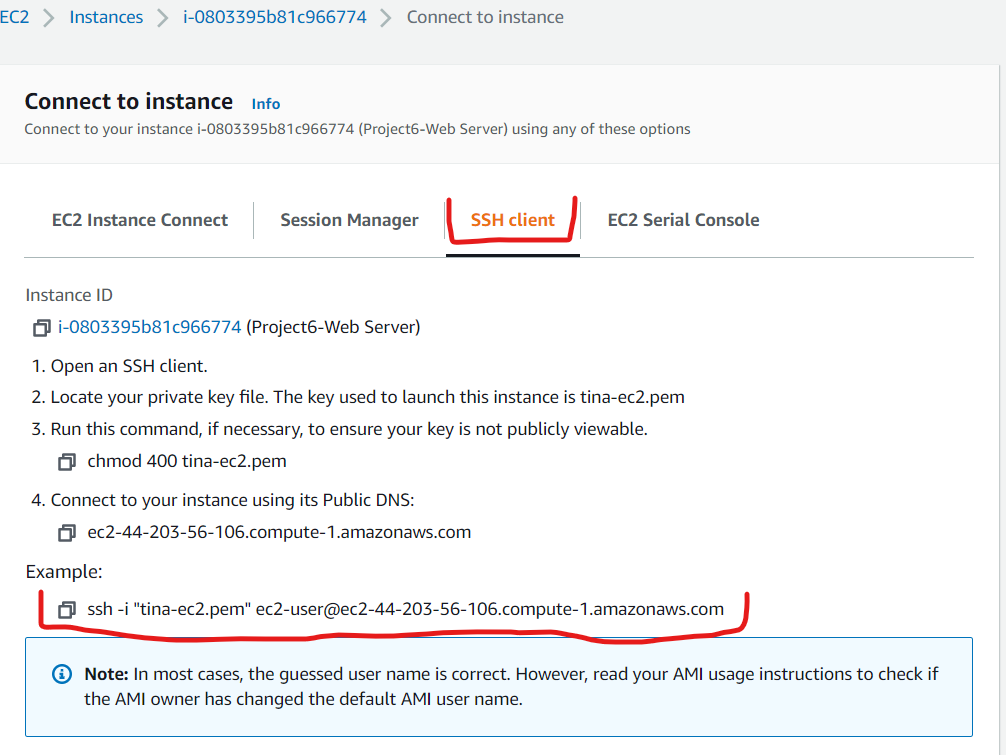 EC2 > Instances > i-0803395b81c966774 > Connect to instance
Connect to instance Info
Connect to your instance i-0803395b81c966774 (Project6-Web Server) using any of these options
EC2 Instance Connect Session Manager SSH client EC2 Serial Console
Instance ID
i-0803395b81c966774 (Project6-Web Server)
1. Open an SSH client.
2. Locate your private key file. The key used to launch this instance is tina-ec2.pem
3. Run this command, if necessary, to ensure your key is not publicly viewable.
chmod 400 tina-ec2.pem
4. Connect to your instance using its Public DNS:
ec2-44-203-56-106.compute-1.amazonaws.com
Example:
ssh -i "tina-ec2.pem" ec2-user@ec2-44-203-56-106.compute-1.amazonaws.com
Note: In most cases, the guessed user name is correct. However, read your AMI usage instructions to check if
the AMI owner has changed the default AMI user name.